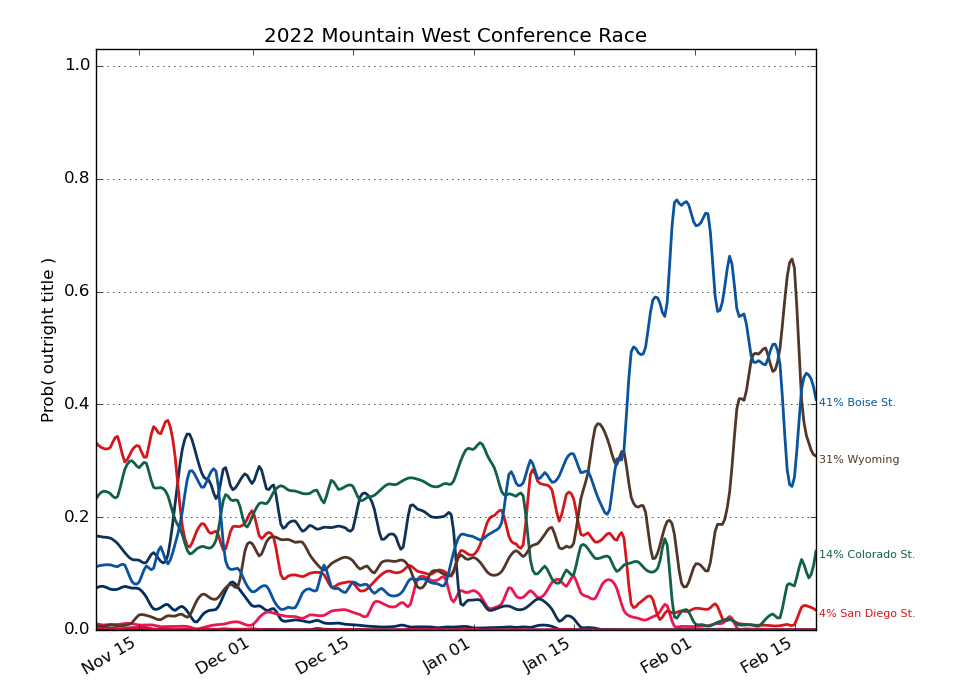 2022 Mountain West Conference Race
Prob( outright title )
1.0
0.8
0.6
0.4
0.2
0.0
Nov 15
Dec 01
Dec 15
Jan 01
Jan 15
Feb 01
Feb 15
41% Boise St.
31% Wyoming
14% Colorado St.
4% San Diego St.